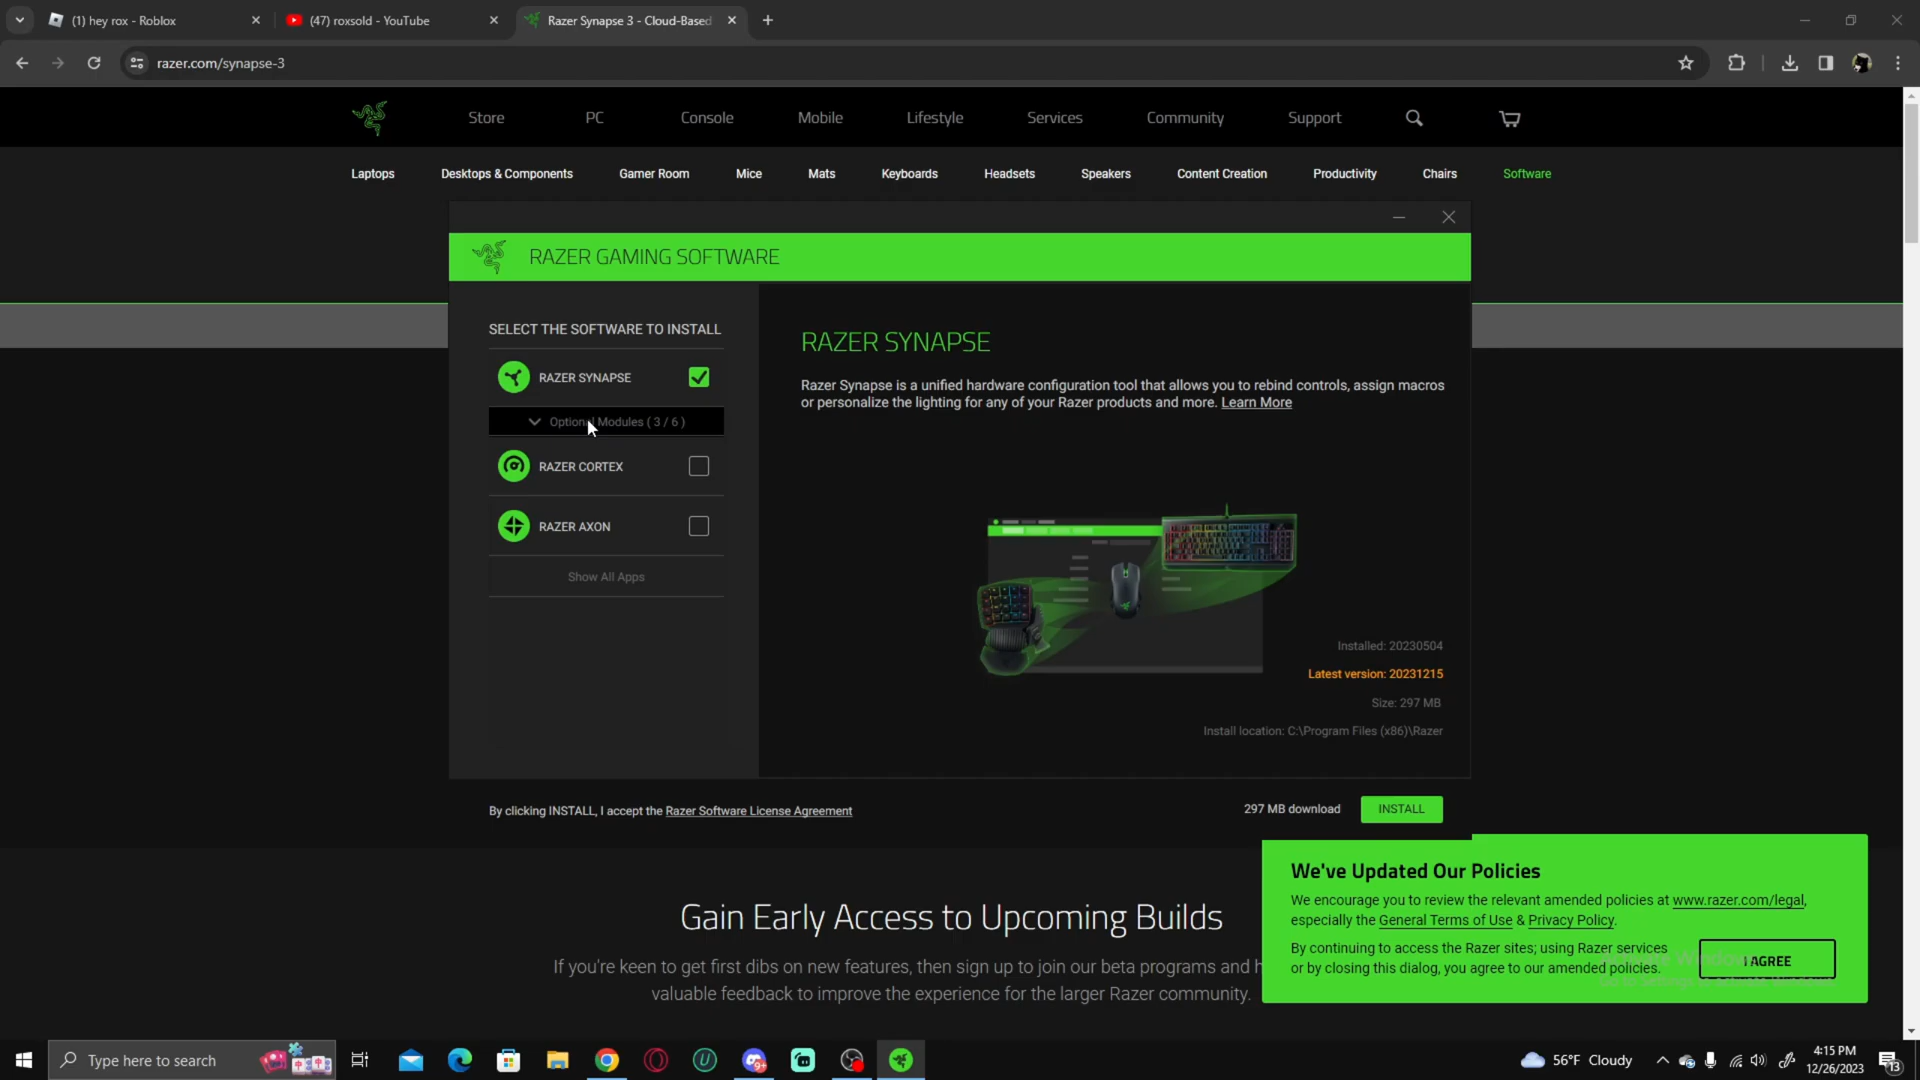 (1) hey rox - Roblox
(47) roxsold - YouTube
Razer Synapse 3 - Cloud-Based
razer.com/synapse-3
Store
PC
Console
Mobile
Lifestyle
Services
Community
Support
Laptops
Desktops & Components
Gamer Room
Mice
Mats
Keyboards
Headsets
Speakers
Content Creation
Productivity
Chairs
Software
RAZER GAMING SOFTWARE
SELECT THE SOFTWARE TO INSTALL
RAZER SYNAPSE
Optional Modules ( 3 / 6 )
RAZER CORTEX
RAZER AXON
Show All Apps
RAZER SYNAPSE
Razer Synapse is a unified hardware configuration tool that allows you to rebind controls, assign macros
or personalize the lighting for any of your Razer products and more. Learn More
Installed: 20230504
Latest version: 20231215
Size: 297 MB
Install location: C:\Program Files (x86)\Razer
By clicking INSTALL, I accept the Razer Software License Agreement
297 MB download
INSTALL
Gain Early Access to Upcoming Builds
If you're keen to get first dibs on new features, then sign up to join our beta programs and h
valuable feedback to improve the experience for the larger Razer community.
We've Updated Our Policies
We encourage you to review the relevant amended policies at www.razer.com/legal,
especially the General Terms of Use & Privacy Policy.
By continuing to access the Razer sites; using Razer services
or by closing this dialog, you agree to our amended policies.
I AGREE
Type here to search
9+
56°F Cloudy
4:15 PM
12/26/2023
13